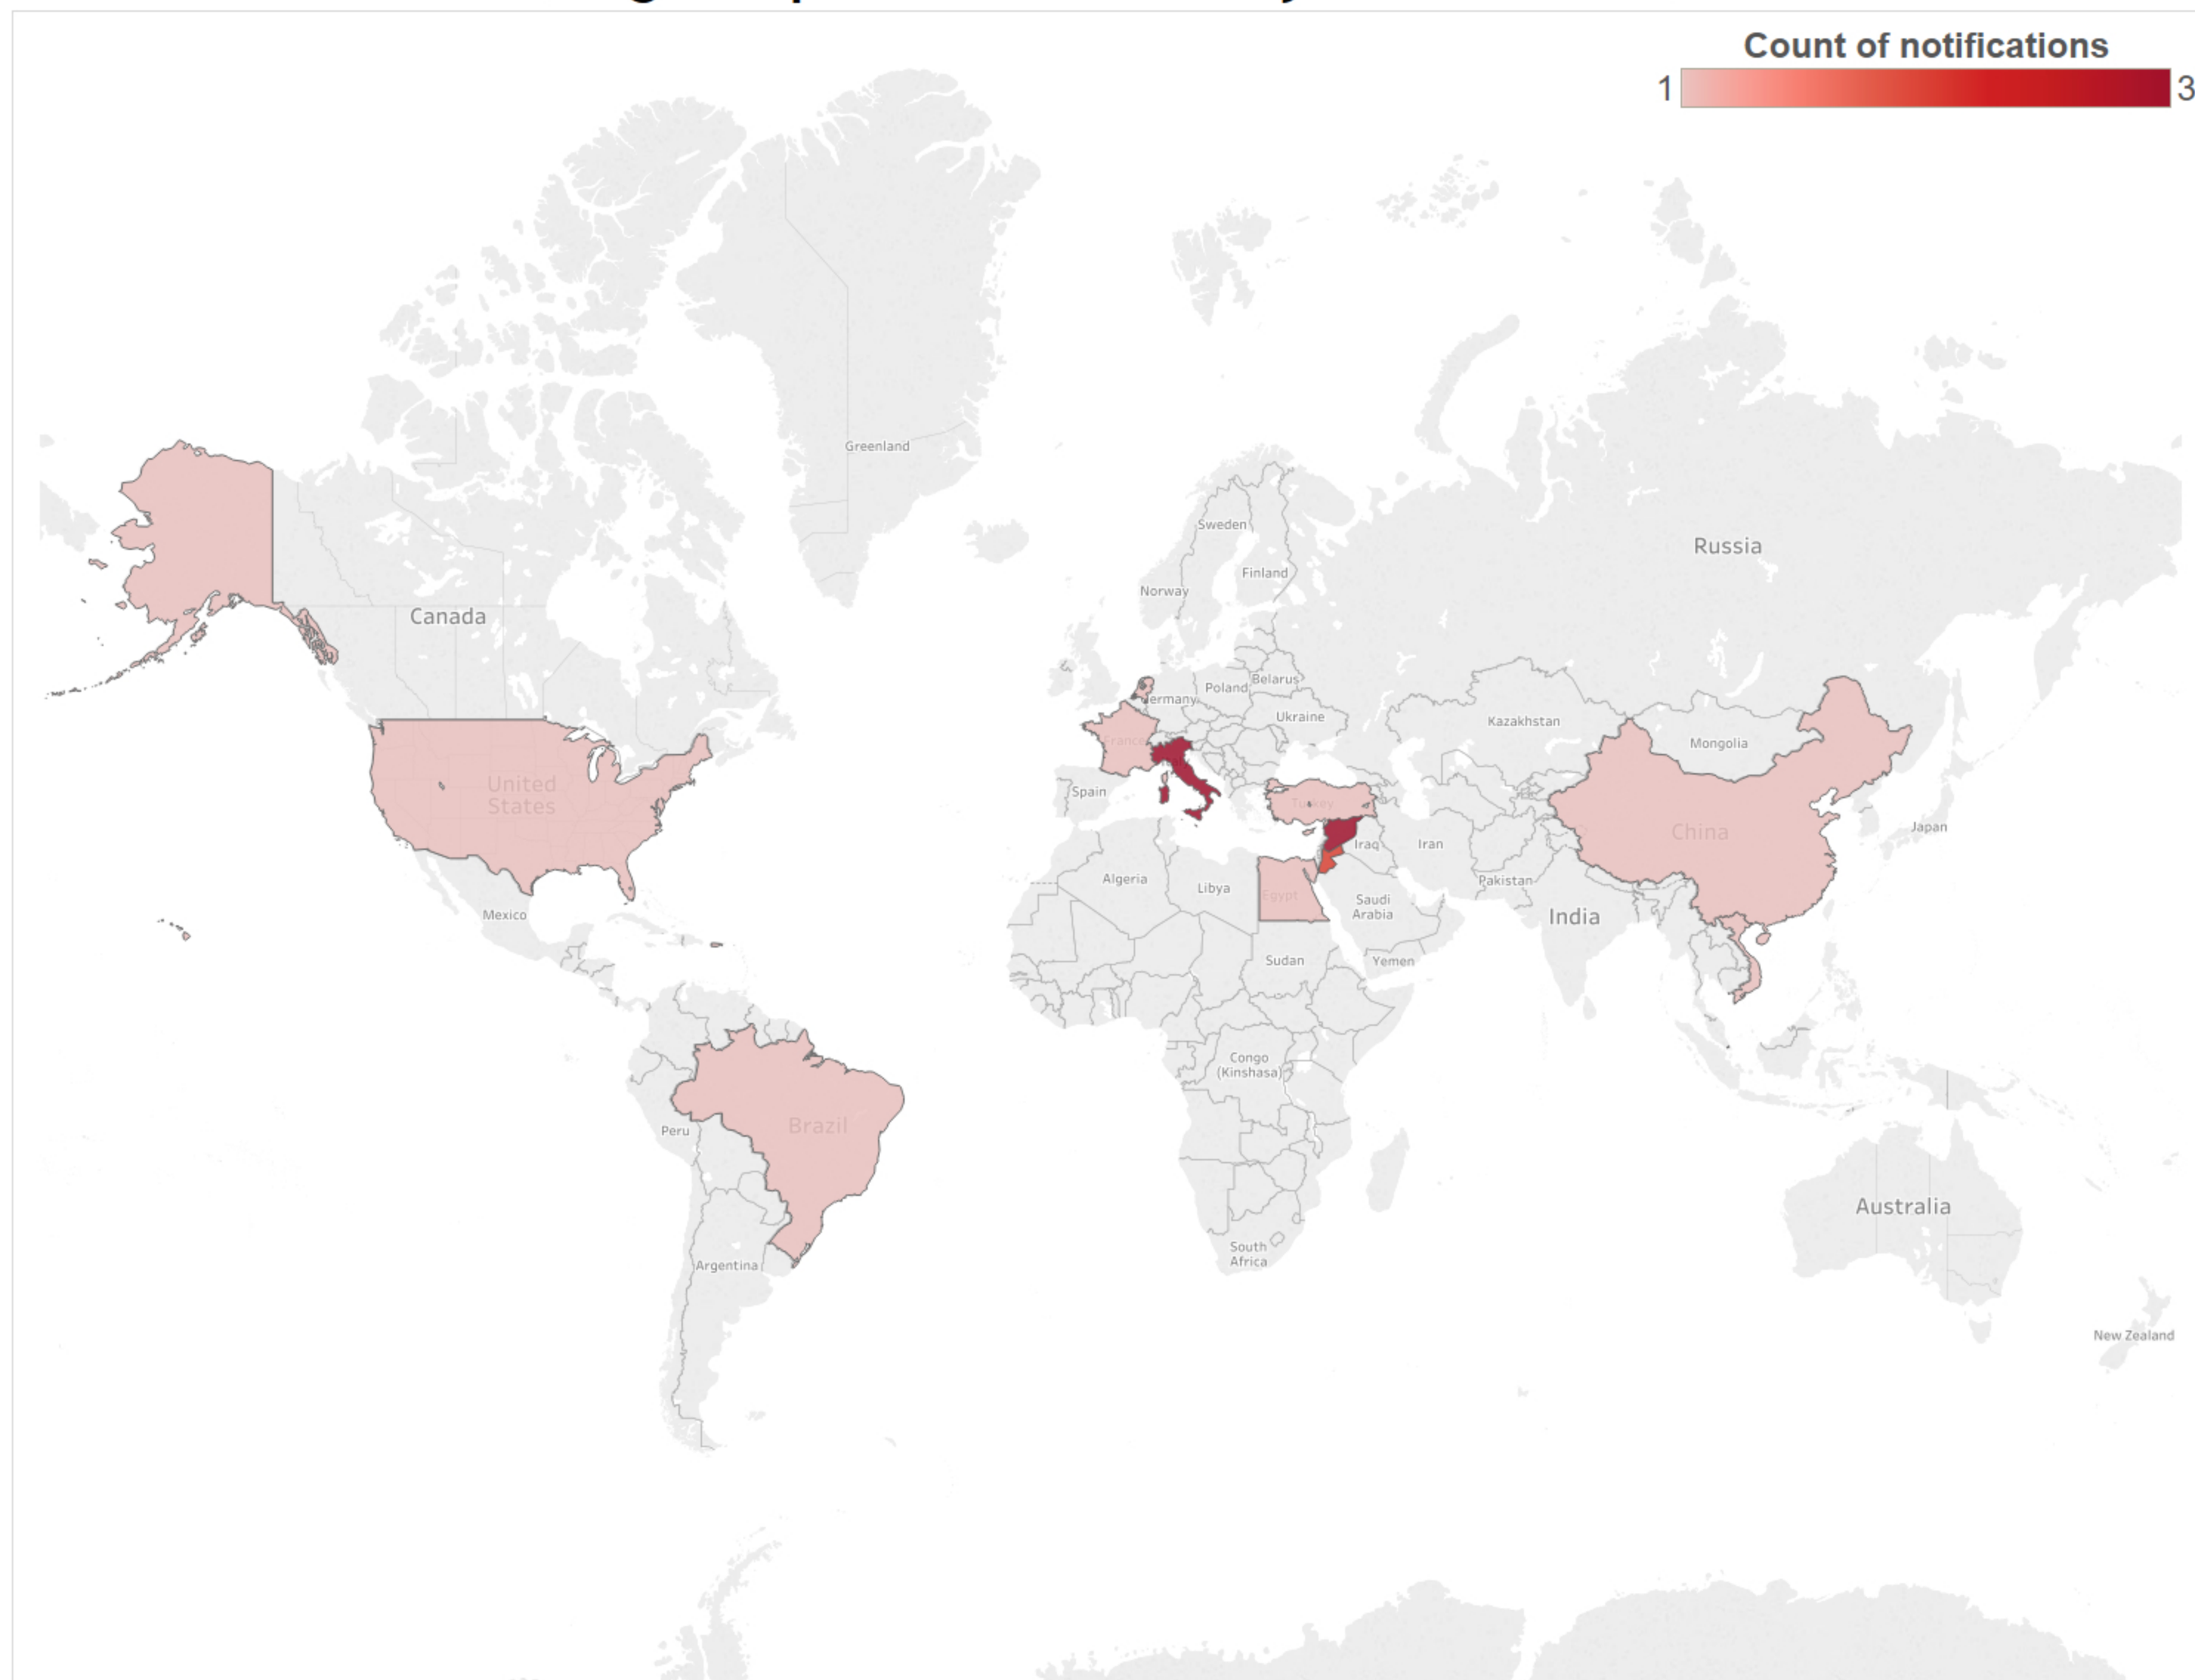 Count of notifications
1
3
Greenland
Sweden
Russia
Finland
Norway
Canada
Belarus
Poland
ermany
Ukraine
Kazakhstan
France
Mongolia
United
States
Spain
Turkey
China
Japan
Iraq
Iran
Algeria
Libya
Egypt
Pakistan
Saudi
Arabia
India
Mexico
Sudan
Yemen
Congo
(Kinshasa)
Brazil
Peru
Australia
South
Africa
Argentina
New Zealand